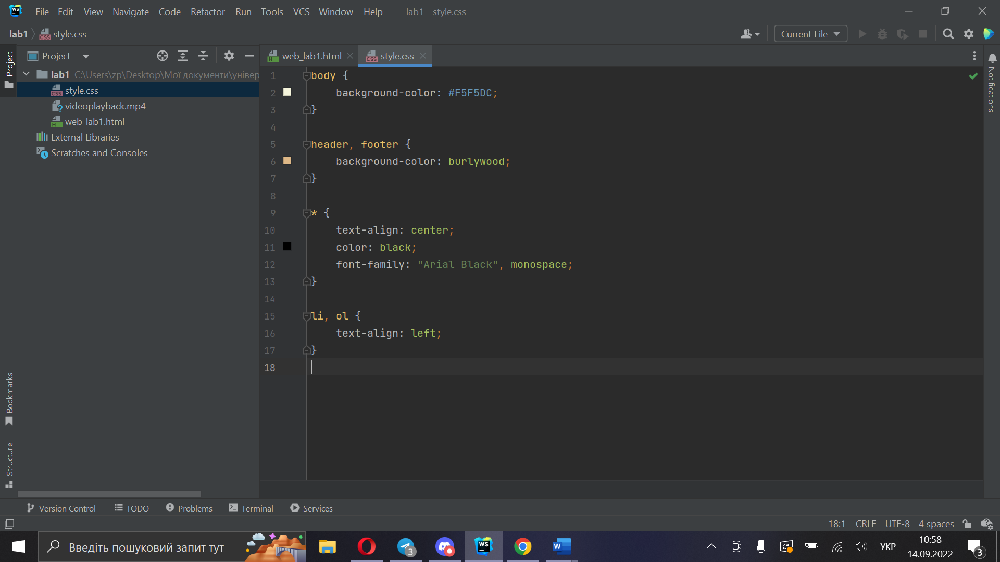 WS File Edit View Navigate Code Refactor Run Tools VCS Window Help lab1 - style.css
lab1 style.css Current File
Project
Project
web_lab1.html style.css
lab1 C:\Users\zp\Desktop\Мої документи\універ
style.css
videoplayback.mp4
web_lab1.html
External Libraries
Scratches and Consoles
1 body {
2 background-color: #F5F5DC;
3 }
4
5 header, footer {
6 background-color: burlywood;
7 }
8
9 * {
10 text-align: center;
11 color: black;
12 font-family: "Arial Black", monospace;
13 }
14
15 li, ol {
16 text-align: left;
17 }
18
Notifications
Bookmarks
Structure
Version Control TODO Problems Terminal Services
18:1 CRLF UTF-8 4 spaces
Введіть пошуковий запит тут
3
WS
W
УКР
10:58
14.09.2022
3